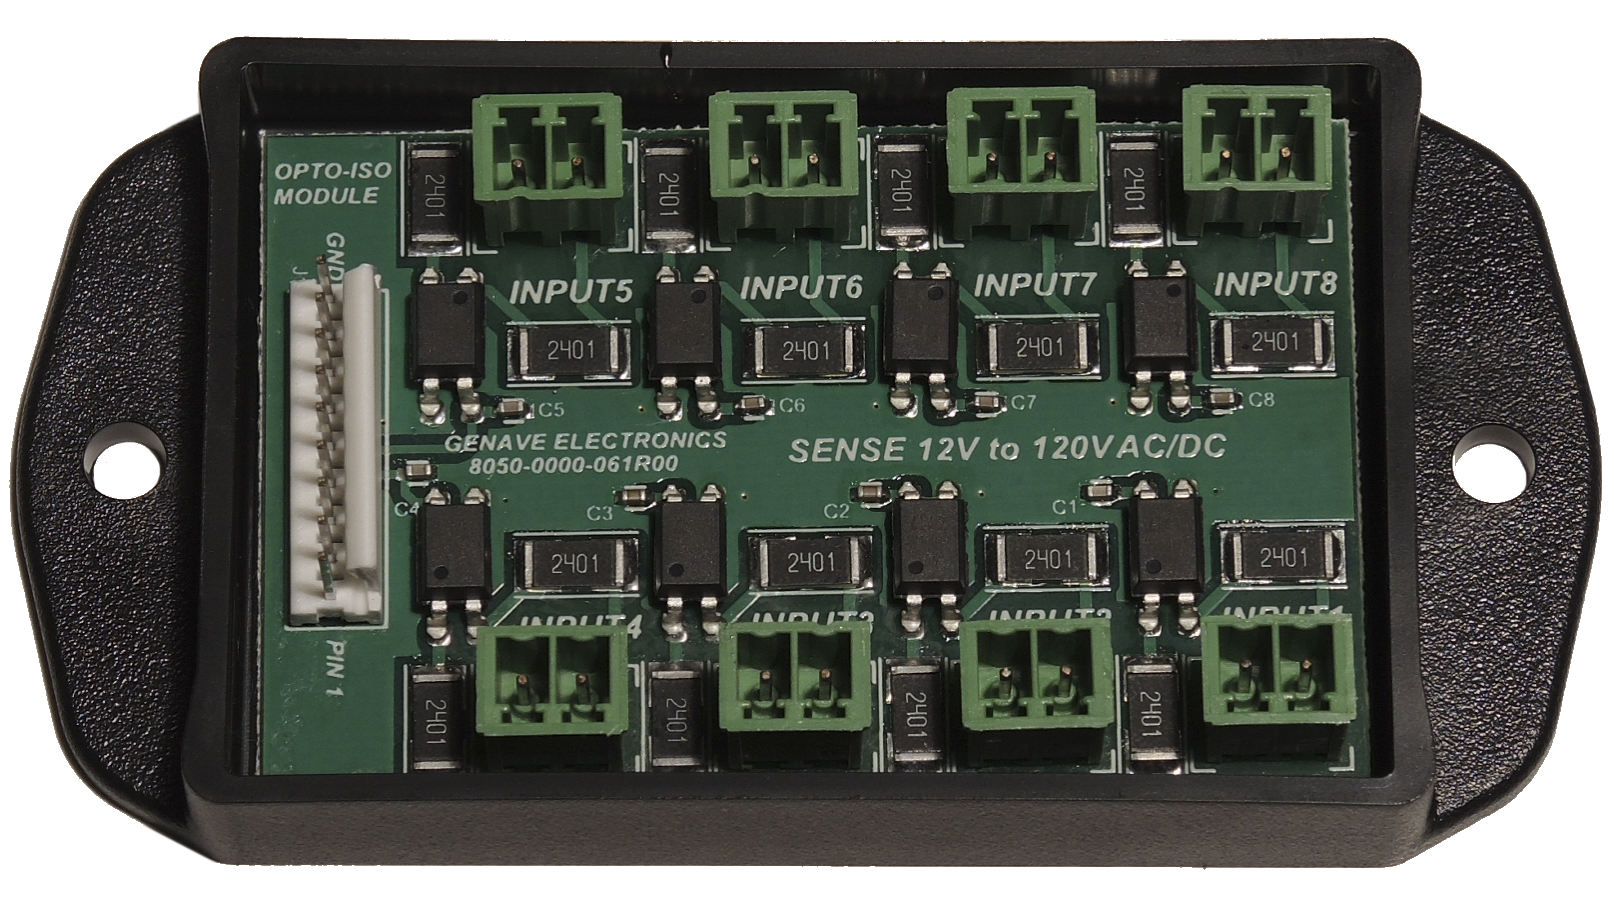 OPTO-ISO
MODULE
GND
2401
2401
2401
2401
INPUT5
INPUT6
INPUT7
INPUT8
2401
2401
2401
2401
C5
C6
C7
C8
GENAVE ELECTRONICS
8050-0000-061R00
SENSE 12V to 120VAC/DC
C4
C3
C2
C1
2401
2401
2401
2401
INPUT4
INPUT3
INPUT2
INPUT1
PIN 1
2401
2401
2401
2401